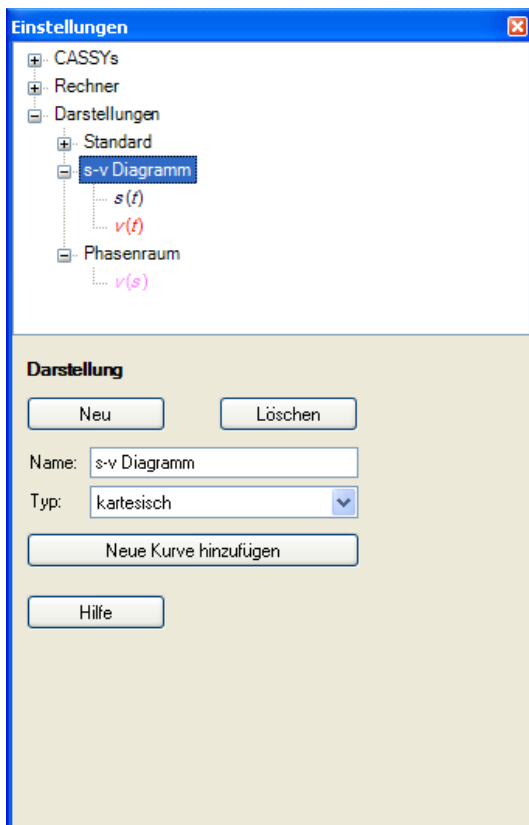 Einstellungen
CASSYs
Rechner
Darstellungen
Standard
s-v Diagramm
s(t)
v(t)
Phasenraum
v(s)
Darstellung
Neu Löschen
Name: s-v Diagramm
Typ: kartesisch
Neue Kurve hinzufügen
Hilfe